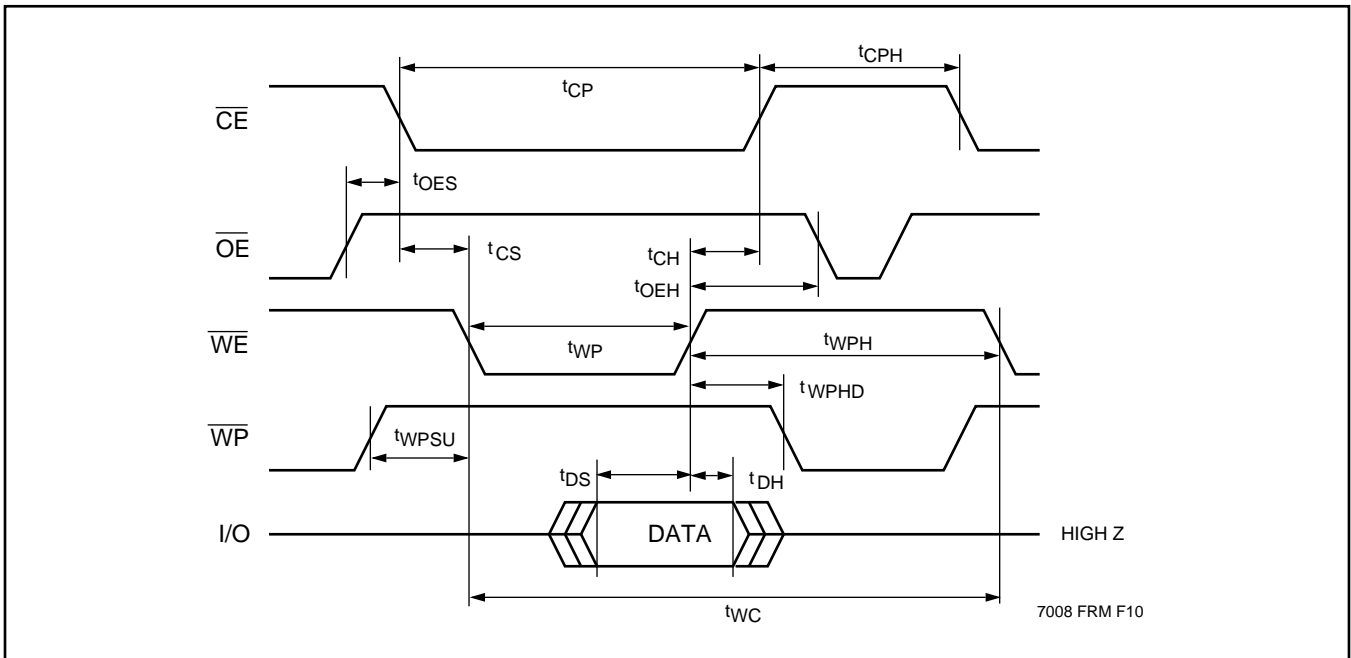 tCPH
tCP
CE
tOES
OE
tCS
tCH
tOEH
WE
tWP
tWPH
tWPHD
WP
tWPSU
tDS
tDH
I/O
DATA
HIGH Z
tWC
7008 FRM F10